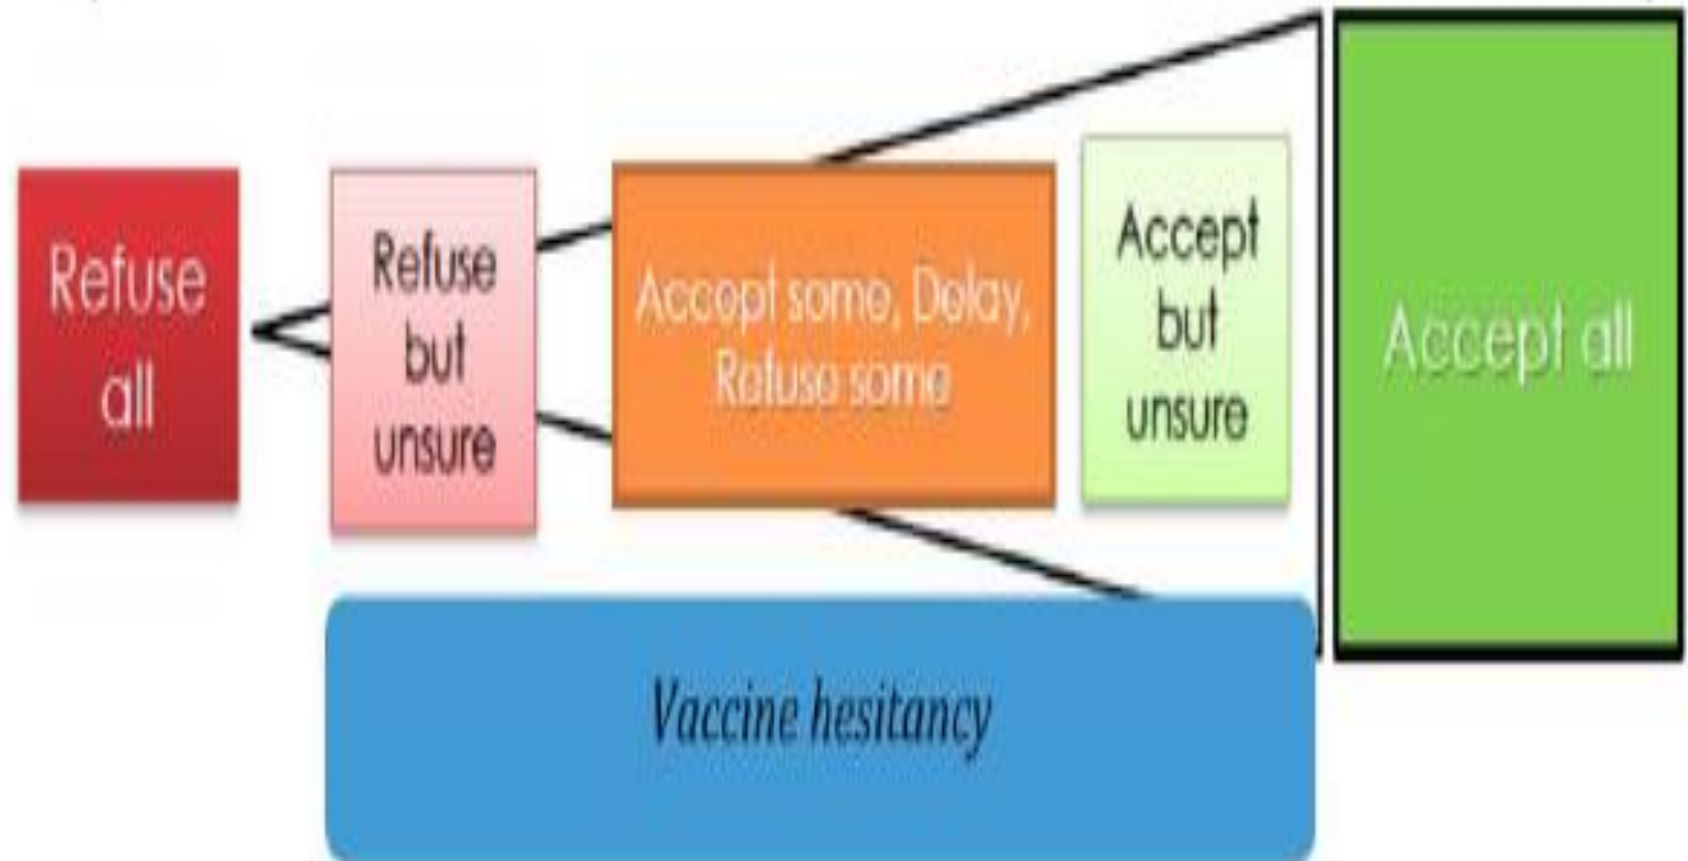 Refuse
all
Refuse
but
unsure
Accept some, Delay,
Refuse some
Accept
but
unsure
Accept all
Vaccine hesitancy